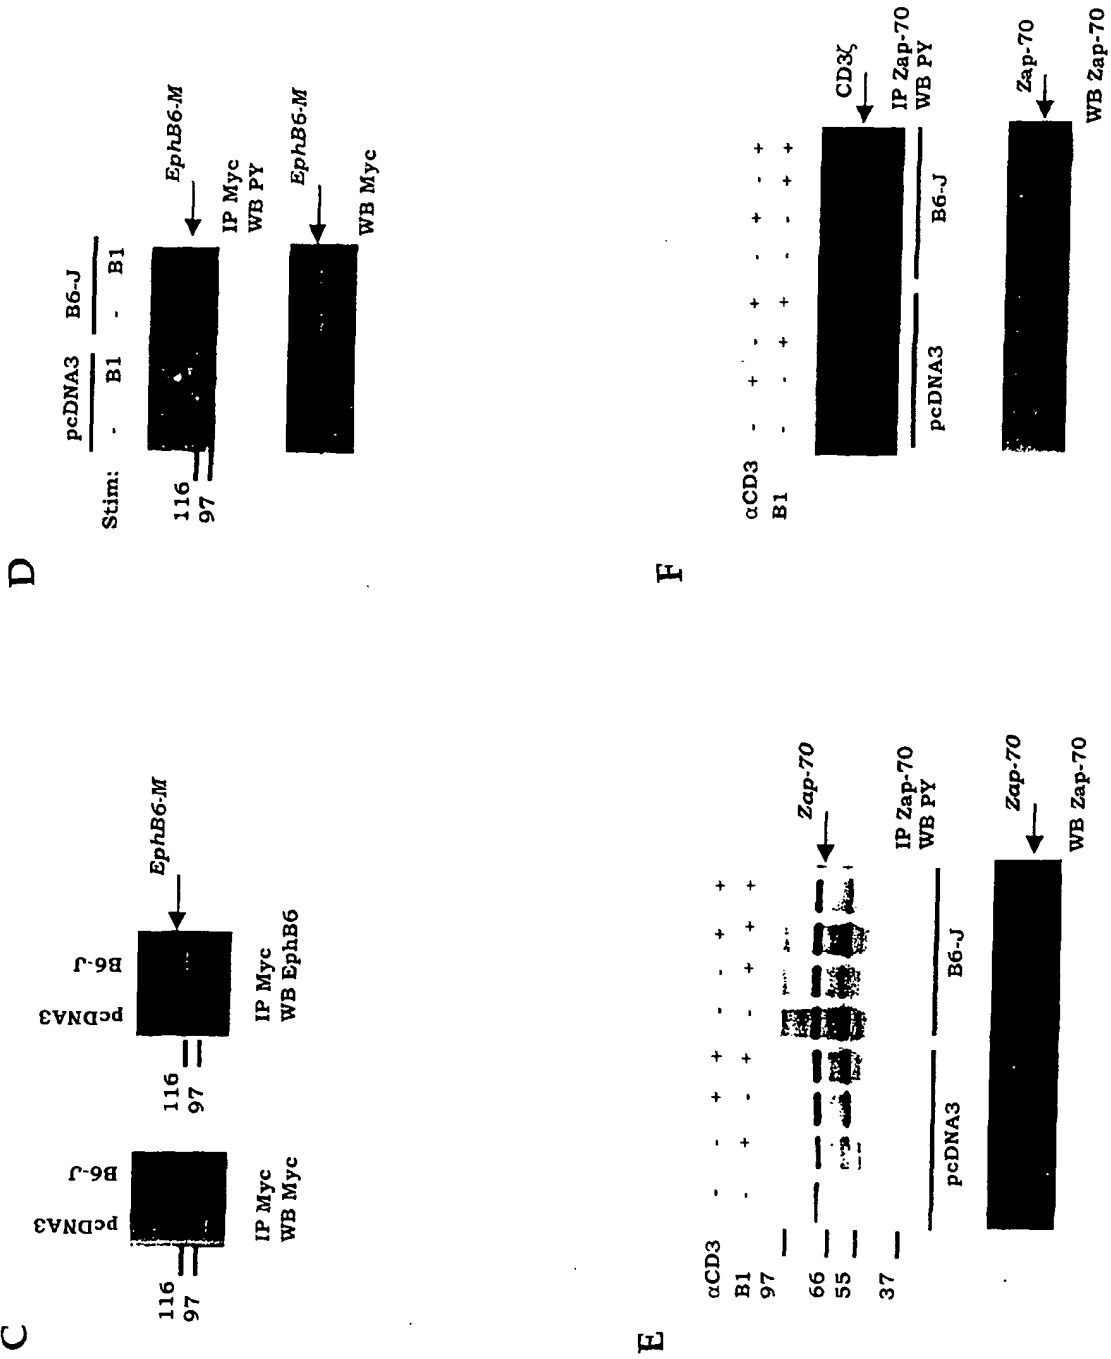 C
pcDNA3
B6-J
116
97
IP Myc
WB Myc
pcDNA3
B6-J
116
97
EphB6-M
IP Myc
WB EphB6
D
pcDNA3
B6-J
Stim:
-
B1
-
B1
116
97
EphB6-M
IP Myc
WB PY
EphB6-M
WB Myc
E
αCD3
-
-
+
+
-
-
+
+
B1
-
+
-
+
-
+
+
+
97
66
55
37
Zap-70
IP Zap-70
WB PY
pcDNA3
B6-J
Zap-70
WB Zap-70
F
αCD3
-
+
-
+
-
+
-
+
B1
-
-
+
+
-
-
+
+
CD3ζ
IP Zap-70
WB PY
pcDNA3
B6-J
Zap-70
WB Zap-70